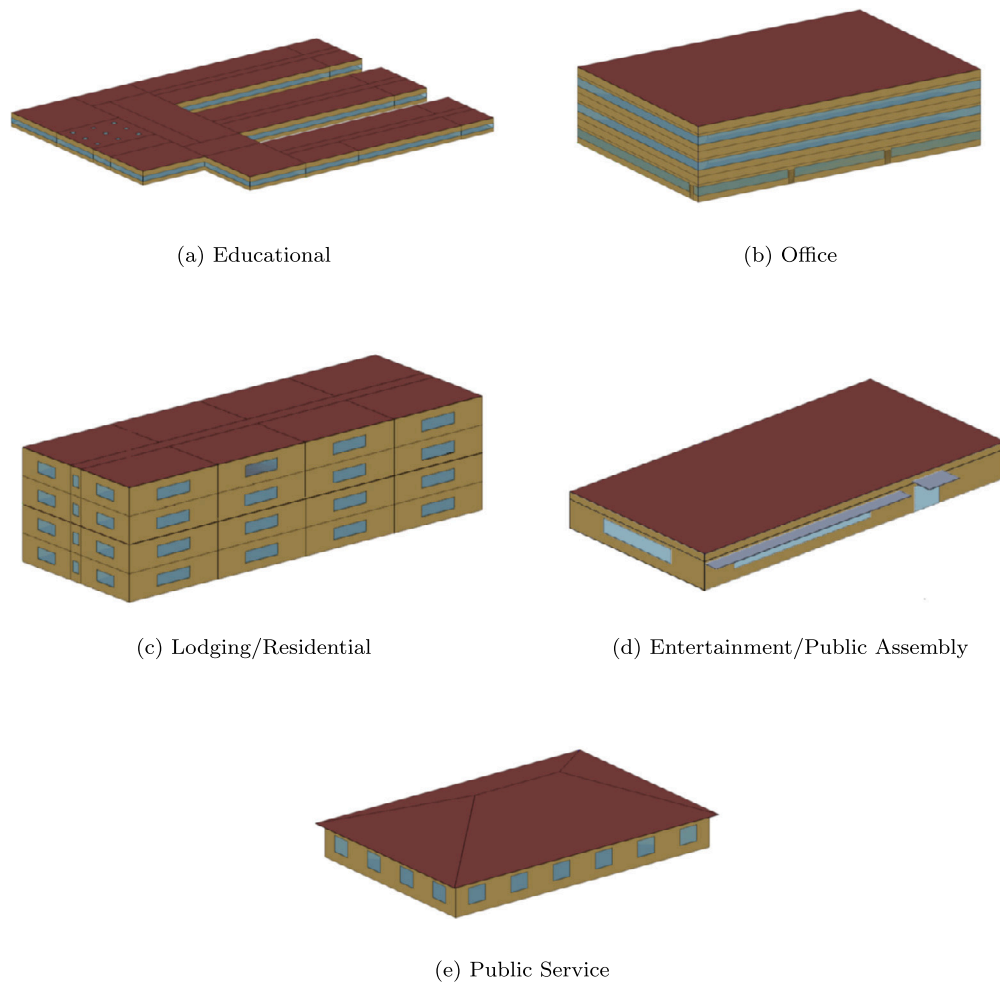 (a) Educational
(b) Office
(c) Lodging/Residential
(d) Entertainment/Public Assembly
(e) Public Service